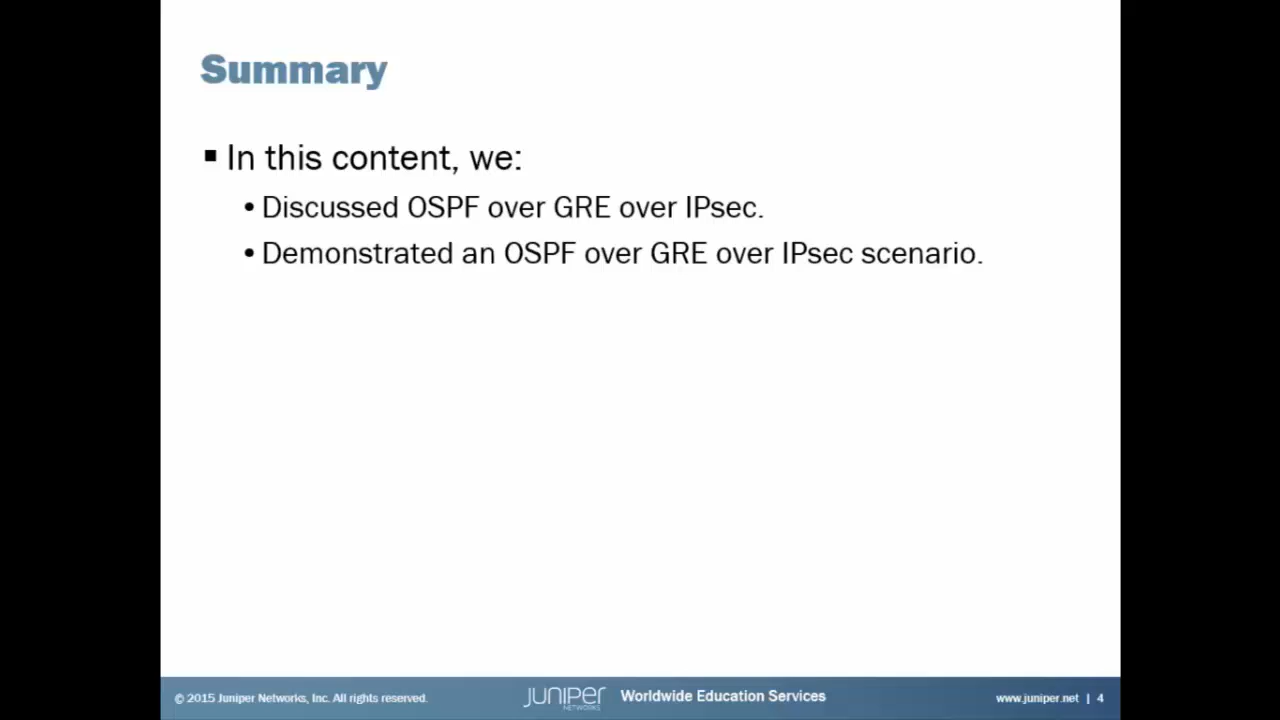 Summary
▪ In this content, we:
• Discussed OSPF over GRE over IPsec.
• Demonstrated an OSPF over GRE over IPsec scenario.
© 2015 Juniper Networks, Inc. All rights reserved.
JUNIPER
NETWORKS
Worldwide Education Services
www.juniper.net | 4